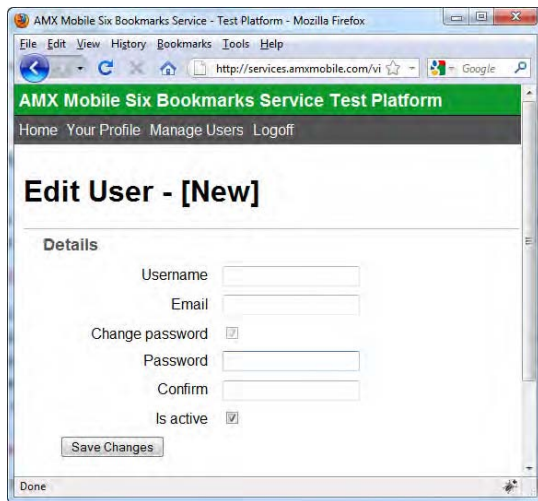 AMX Mobile Six Bookmarks Service - Test Platform - Mozilla Firefox
File Edit View History Bookmarks Tools Help
http://services.amxmobile.com/vi Google
AMX Mobile Six Bookmarks Service Test Platform
Home Your Profile Manage Users Logoff
Edit User - [New]
Details
Username
Email
Change password
Password
Confirm
Is active
Save Changes
Done